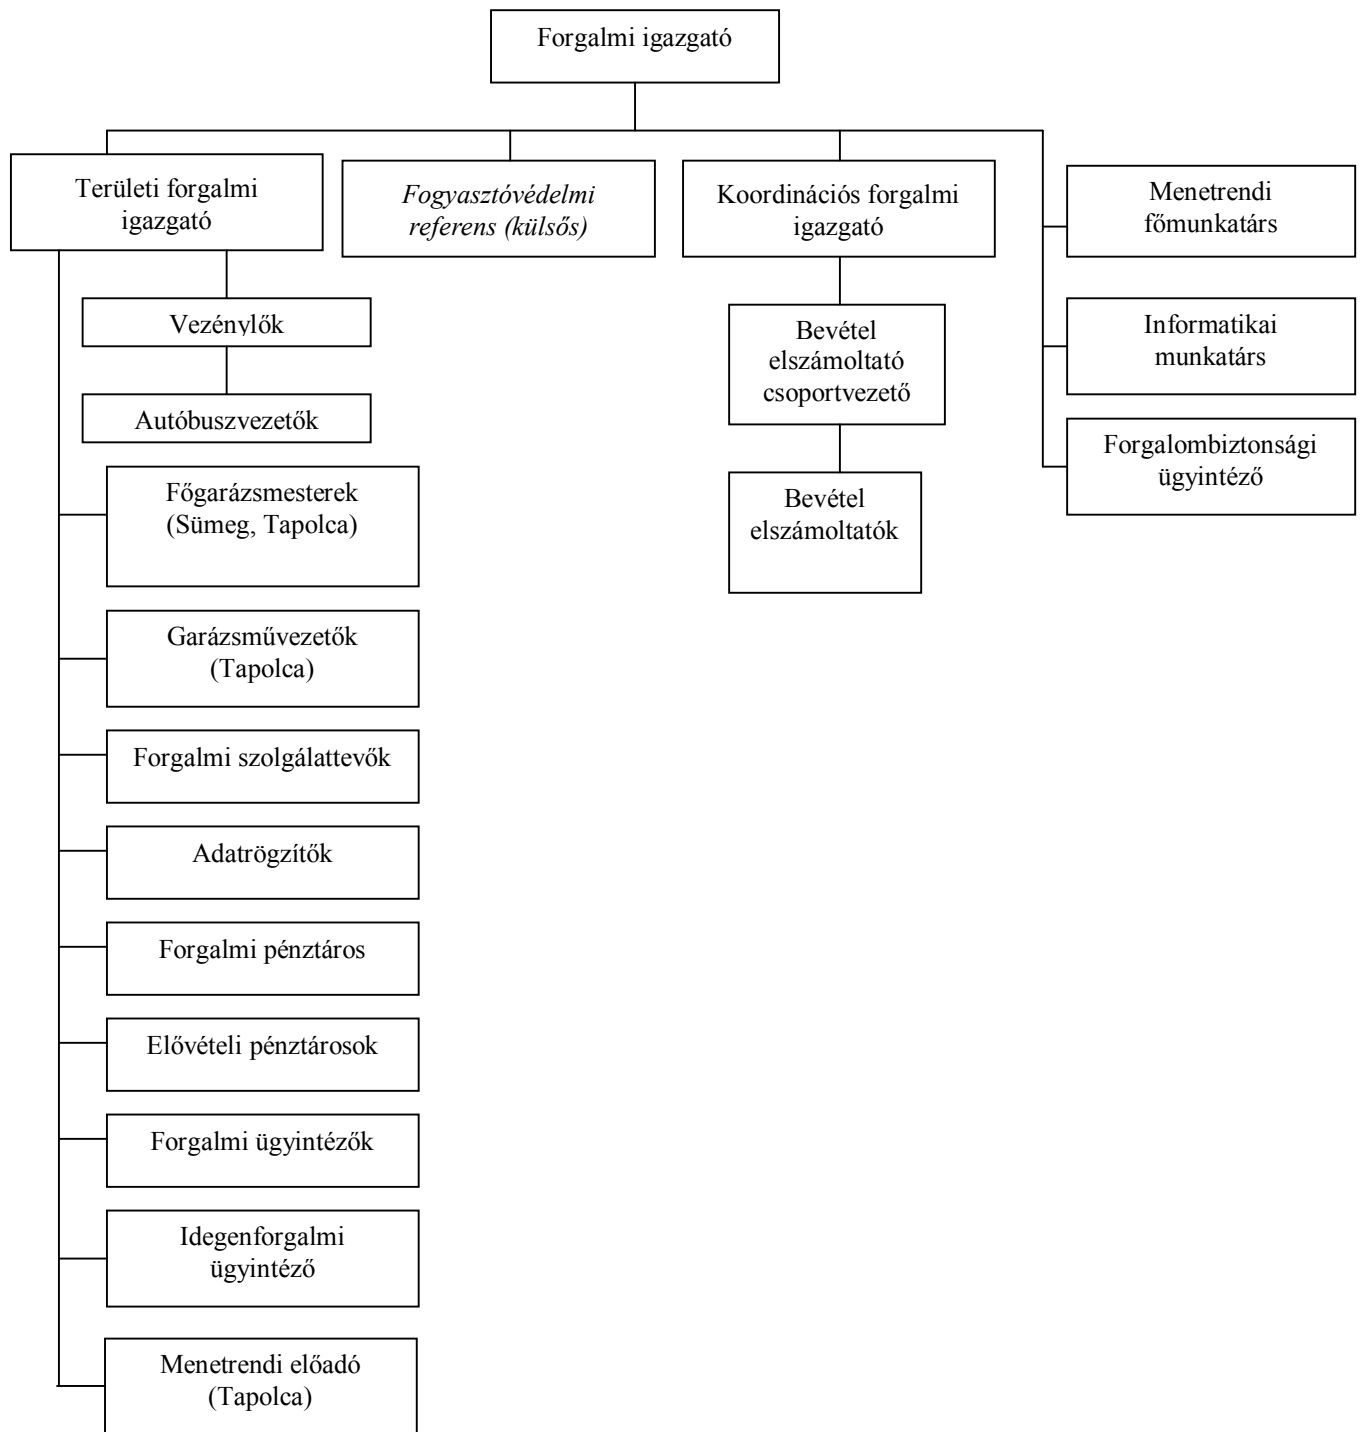 Forgalmi igazgató
Területi forgalmi
igazgató
Fogyasztóvédelmi
referens (külsős)
Koordinációs forgalmi
igazgató
Menetrendi
főmunkatárs
Vezénylők
Autóbuszvezetők
Bevétel
elszámoltató
csoportvezető
Informatikai
munkatárs
Forgalombiztonsági
ügyintéző
Főgarázsmesterek
(Sümeg, Tapolca)
Bevétel
elszámoltatók
Garázsművezetők
(Tapolca)
Forgalmi szolgálattevők
Adatrögzítők
Forgalmi pénztáros
Elővételi pénztárosok
Forgalmi ügyintézők
Idegenforgalmi
ügyintéző
Menetrendi előadó
(Tapolca)